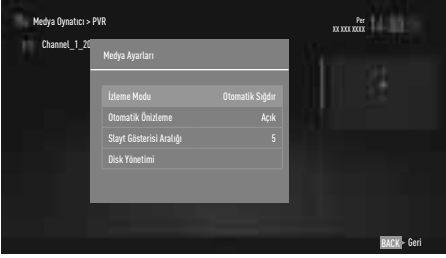 Medya Oynatıcı > PVR
Per
XX XXX XXXX
Channel_1_20
Medya Ayarları
İzleme Modu Otomatik Sığdır
Otomatik Önizleme Açık
Slayt Gösterisi Aralığı 5
Disk Yönetimi
BACK Geri